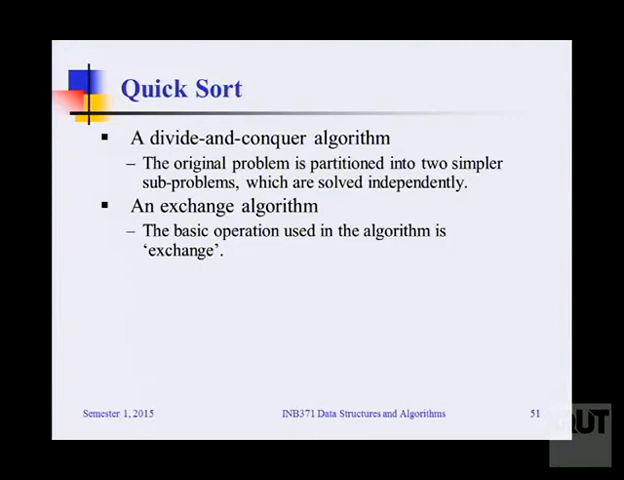 Quick Sort
▪ A divide-and-conquer algorithm
– The original problem is partitioned into two simpler
sub-problems, which are solved independently.
▪ An exchange algorithm
– The basic operation used in the algorithm is
‘exchange’.
Semester 1, 2015
INB371 Data Structures and Algorithms
51
QUT